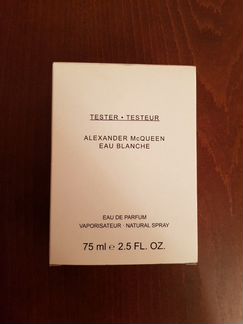 TESTER • TESTEUR
ALEXANDER McQUEEN
EAU BLANCHE
EAU DE PARFUM
VAPORISATEUR · NATURAL SPRAY
75 ml ℮ 2.5 FL. OZ.